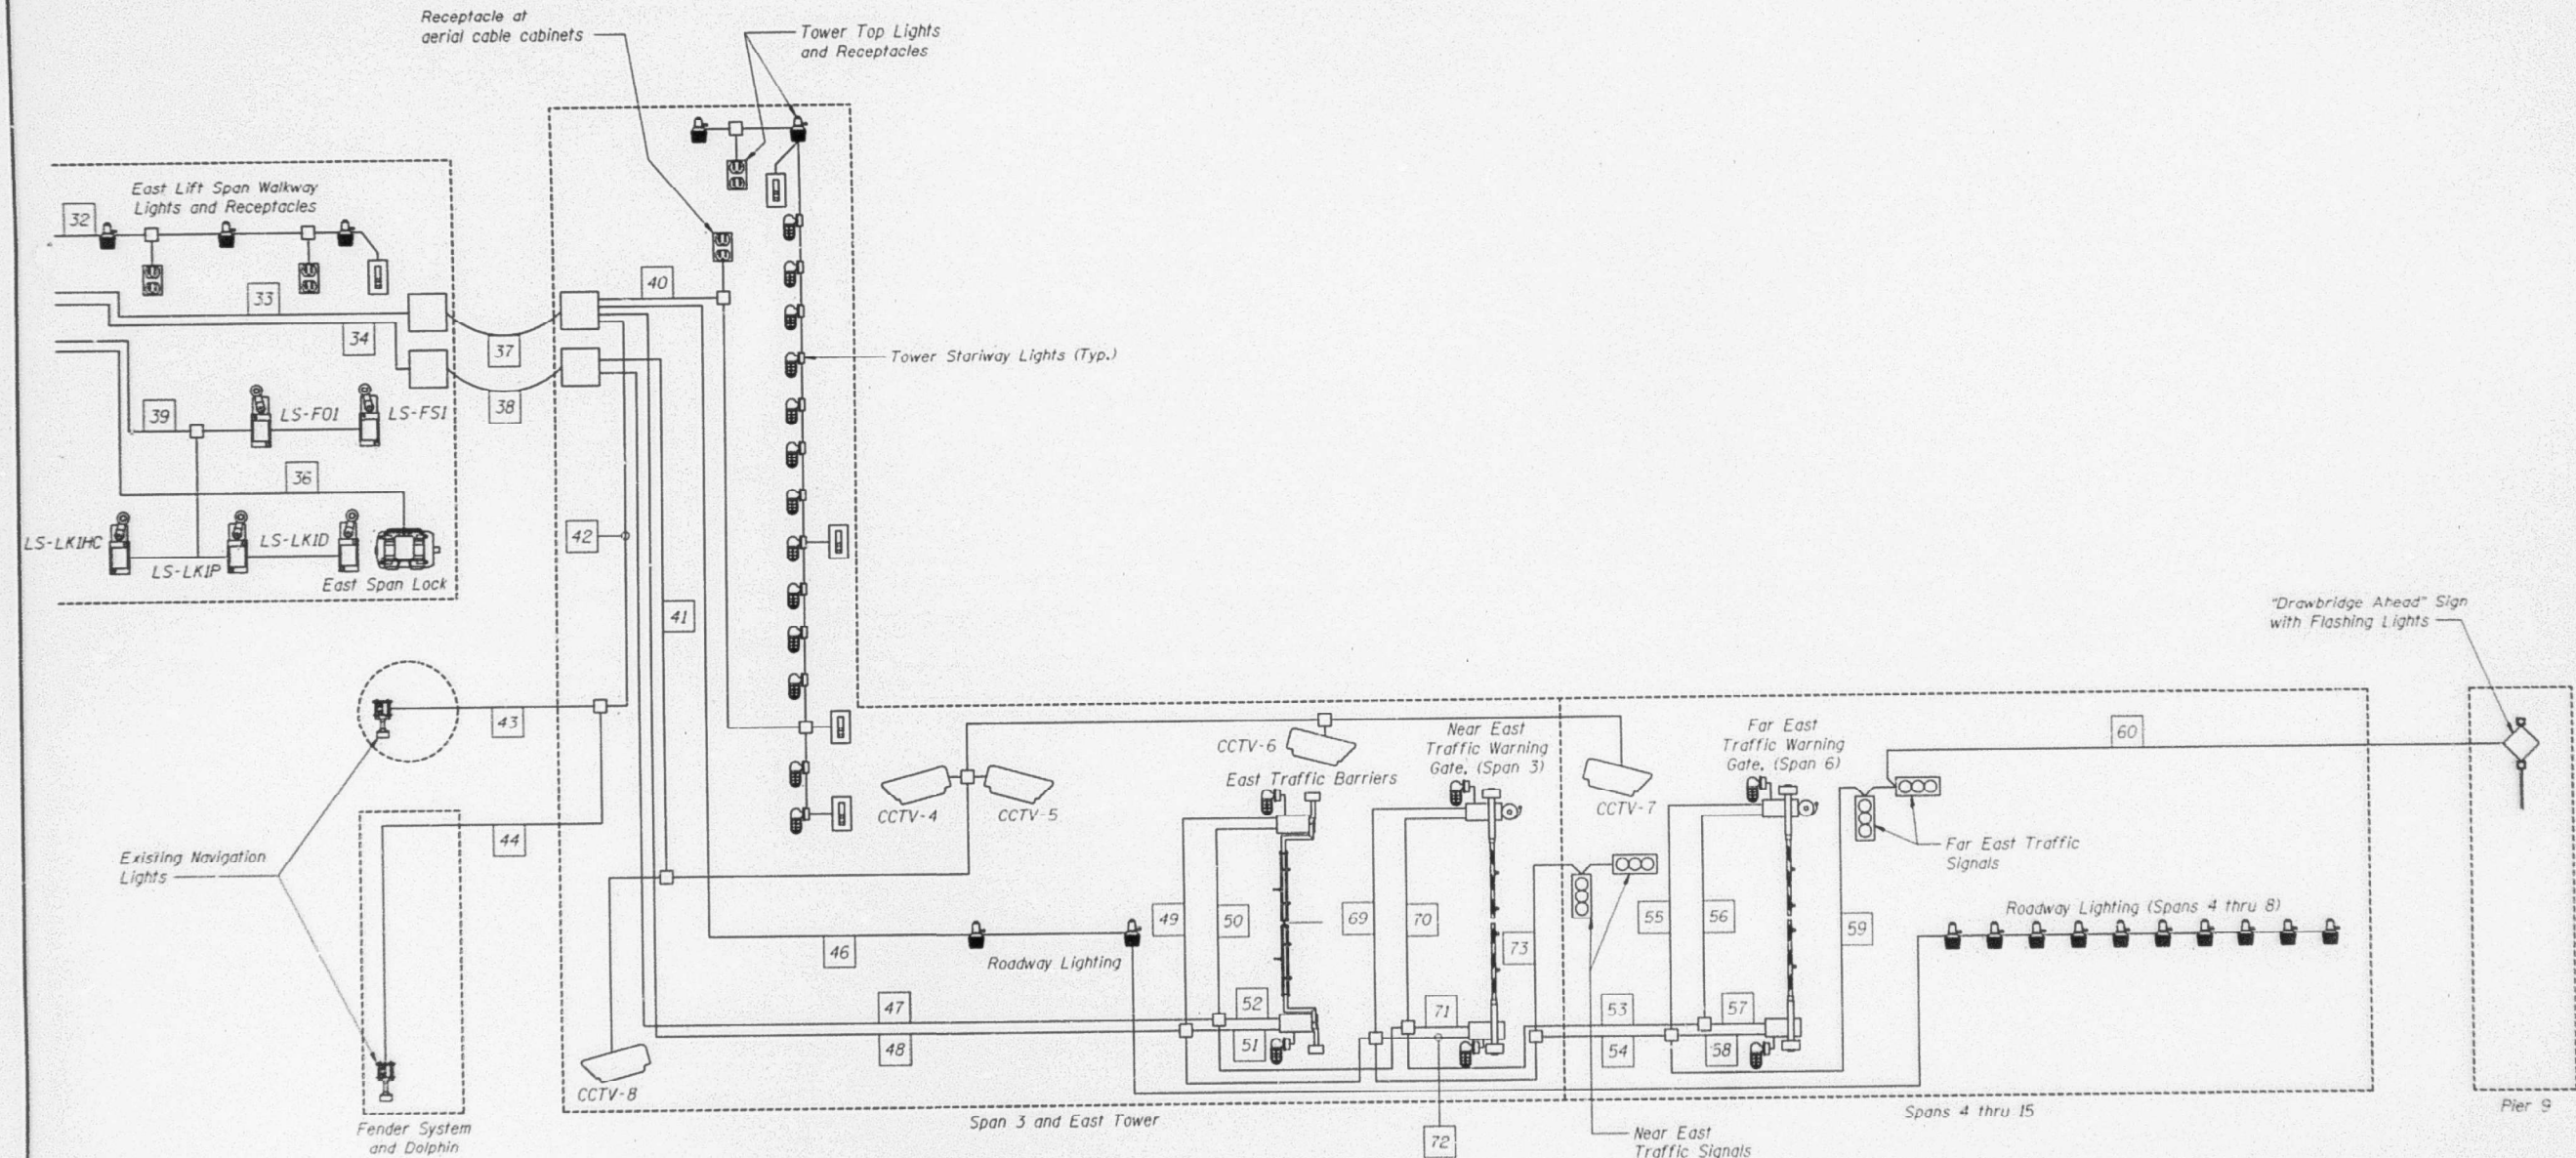 Receptacle at
aerial cable cabinets
Tower Top Lights
and Receptacles
East Lift Span Walkway
Lights and Receptacles
32
33
34
40
37
38
Tower Stariway Lights (Typ.)
39
LS-FO1
LS-FS1
36
LS-LK1HC
LS-LK1P
LS-LK1D
East Span Lock
42
41
"Drawbridge Ahead" Sign
with Flashing Lights
43
44
Existing Navigation
Lights
Fender System
and Dolphin
CCTV-4
CCTV-5
CCTV-6
East Traffic Barriers
Near East
Traffic Warning
Gate. (Span 3)
CCTV-7
Far East
Traffic Warning
Gate. (Span 6)
60
Far East Traffic
Signals
Roadway Lighting (Spans 4 thru 8)
46
Roadway Lighting
49
50
69
70
73
55
56
59
47
48
52
51
71
72
53
54
57
58
CCTV-8
Span 3 and East Tower
Near East
Traffic Signals
Spans 4 thru 15
Pier 9